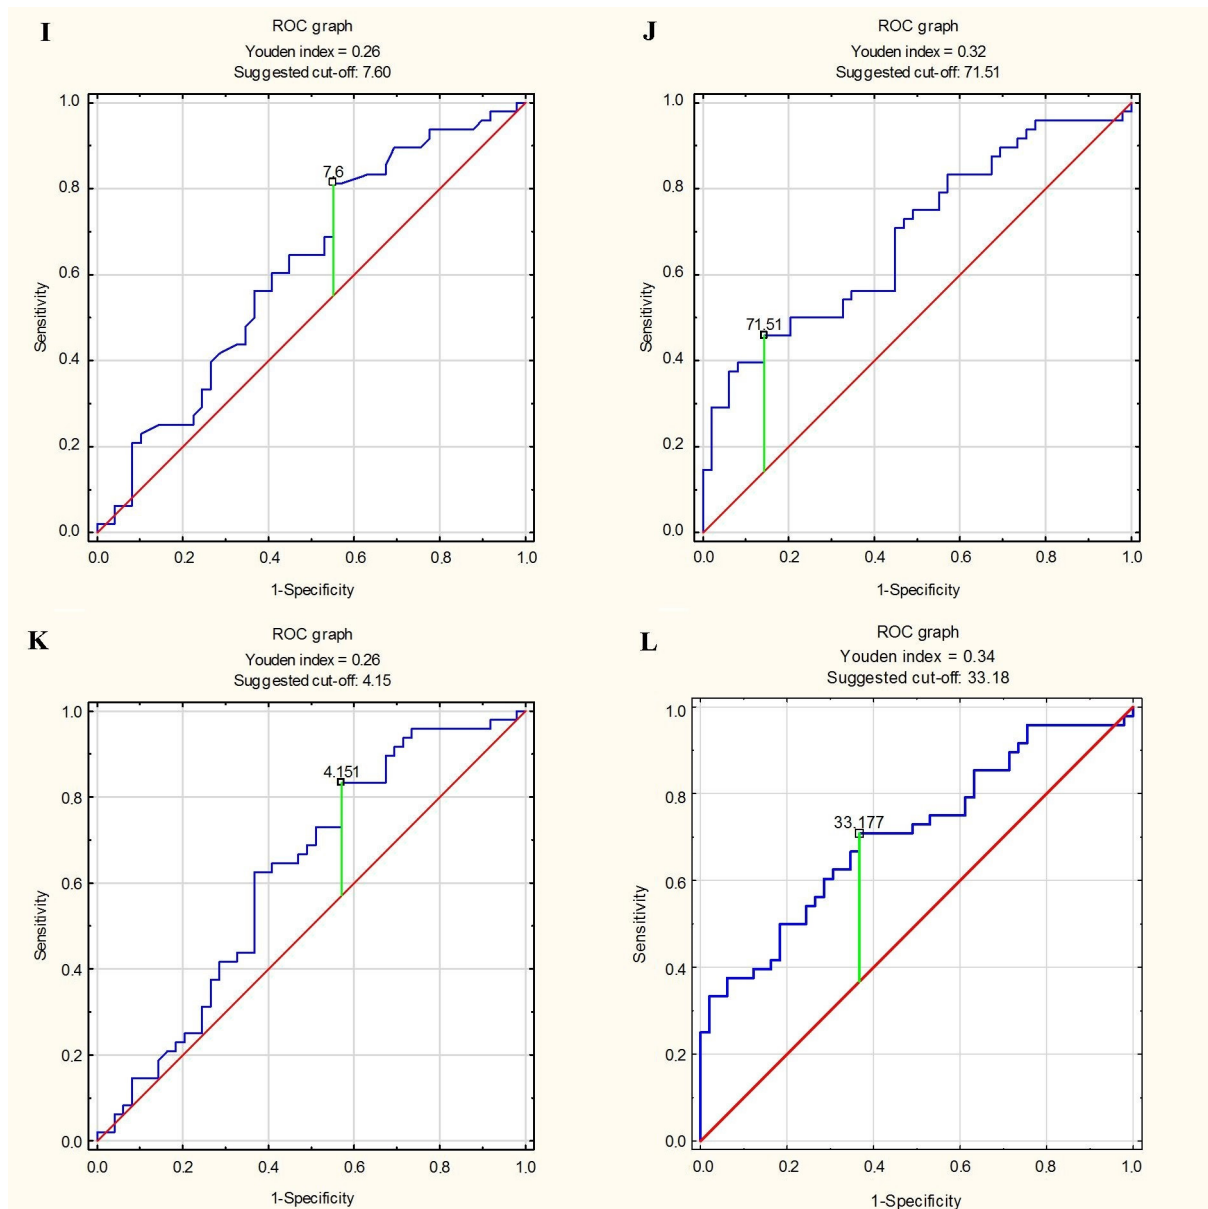 I
ROC graph
Youden index = 0.26
Suggested cut-off: 7.60
1.0
0.8
0.6
0.4
0.2
0.0
Sensitivity
7.6
0.0 0.2 0.4 0.6 0.8 1.0
1-Specificity
J
ROC graph
Youden index = 0.32
Suggested cut-off: 71.51
1.0
0.8
0.6
0.4
0.2
0.0
Sensitivity
71.51
0.0 0.2 0.4 0.6 0.8 1.0
1-Specificity
K
ROC graph
Youden index = 0.26
Suggested cut-off: 4.15
1.0
0.8
0.6
0.4
0.2
0.0
Sensitivity
4.151
0.0 0.2 0.4 0.6 0.8 1.0
1-Specificity
L
ROC graph
Youden index = 0.34
Suggested cut-off: 33.18
1.0
0.8
0.6
0.4
0.2
0.0
Sensitivity
33.177
0.0 0.2 0.4 0.6 0.8 1.0
1-Specificity